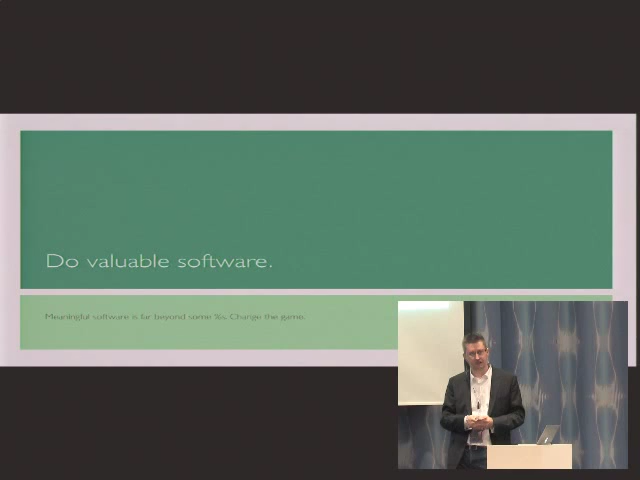 Do valuable software.
Meaningful software is far beyond some %s. Change the game.